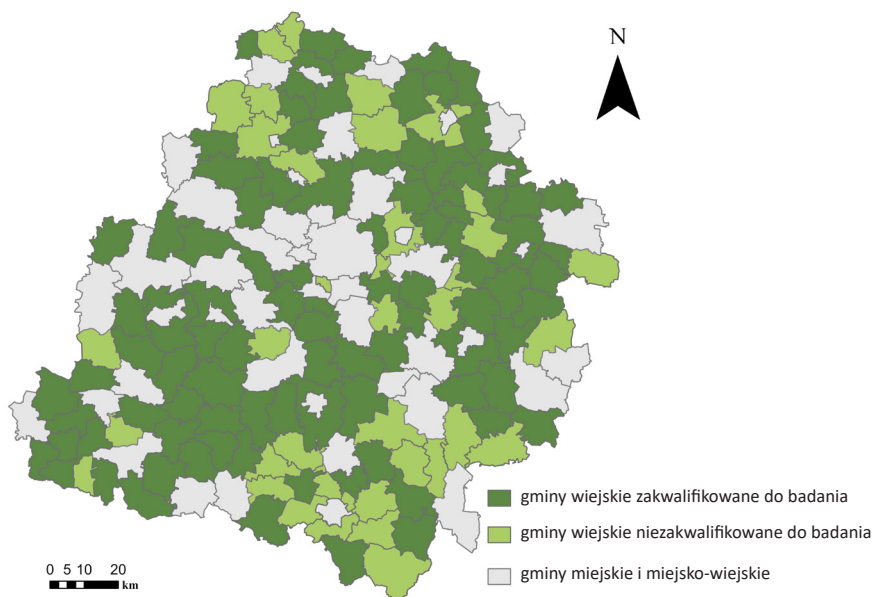 N
gminy wiejskie zakwalifikowane do badania
gminy wiejskie niezakwalifikowane do badania
gminy miejskie i miejsko-wiejskie
0 5 10 20
km